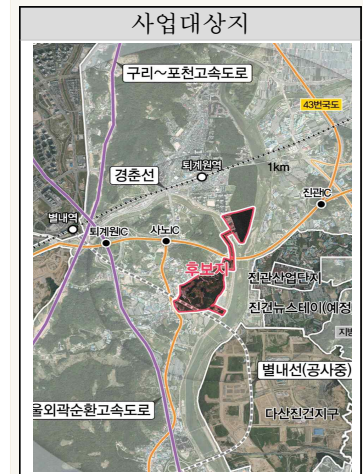 사업대상지
구리~포천고속도로
43번국도
경춘선
퇴계원역
1km
진관IC
별내역
퇴계원IC
사노IC
후보지
진관산업단지
진건뉴스테이(예정
지방
별내선(공사중)
다산진건지구
울외곽순환고속도로